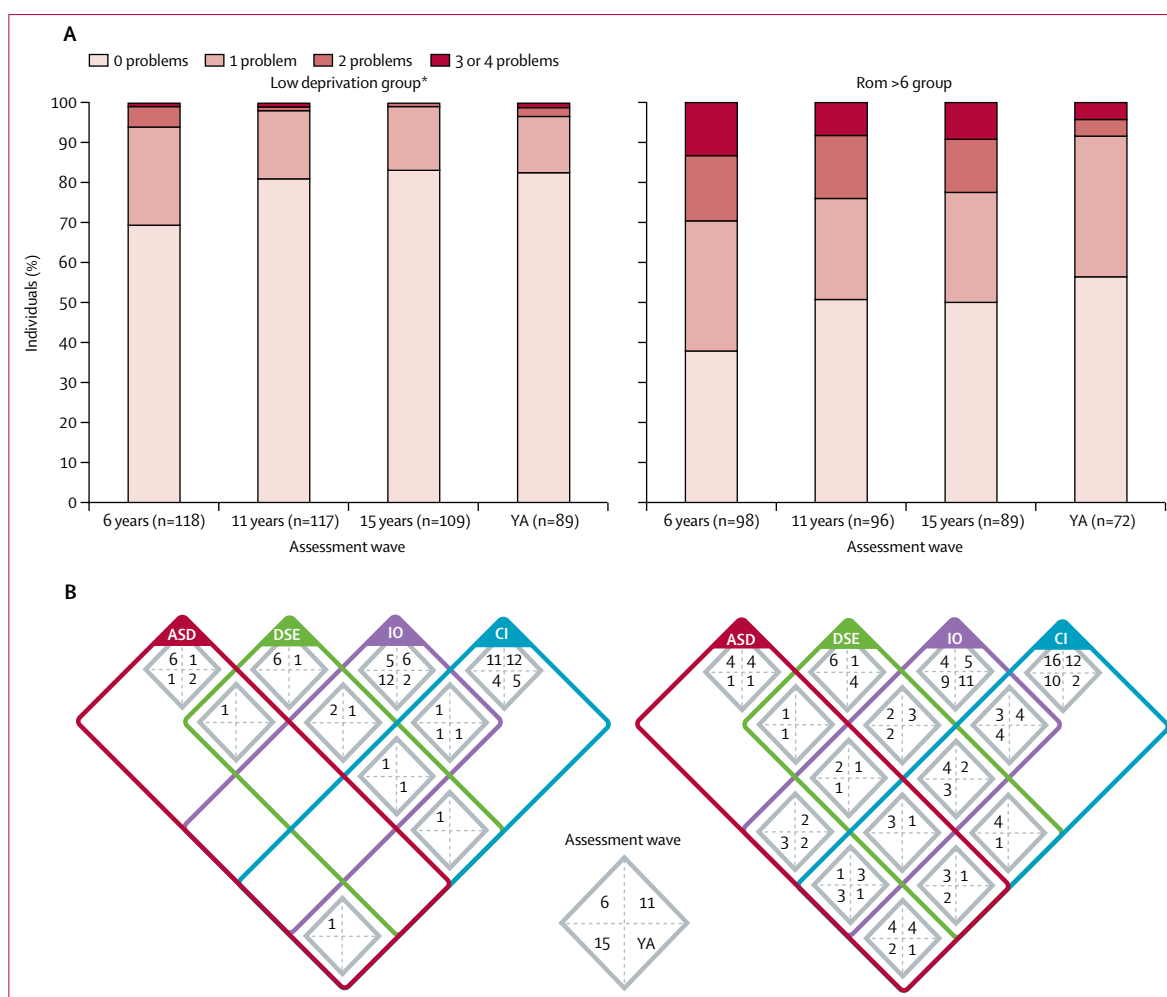 A
0 problems 1 problem 2 problems 3 or 4 problems
Low deprivation group*
Rom >6 group
Individuals (%)
100
90
80
70
60
50
40
30
20
10
0
6 years (n=118) 11 years (n=117) 15 years (n=109) YA (n=89)
Assessment wave
6 years (n=98) 11 years (n=96) 15 years (n=89) YA (n=72)
Assessment wave
B
ASD DSE IO CI
6 1 6 1 5 6 11 12
1 2 12 2 4 5
1 2 1 1
1 1
1
1
1
1
Assessment wave
6 11
15 YA
ASD DSE IO CI
4 4 6 1 4 5 16 12
1 1 4 9 11 10 2
1 2 3 3 4
1 2 4
2 1 4 2
1 3
2 3 1 4
3 2 1
1 3 3 1
3 1 2
4 4
2 1